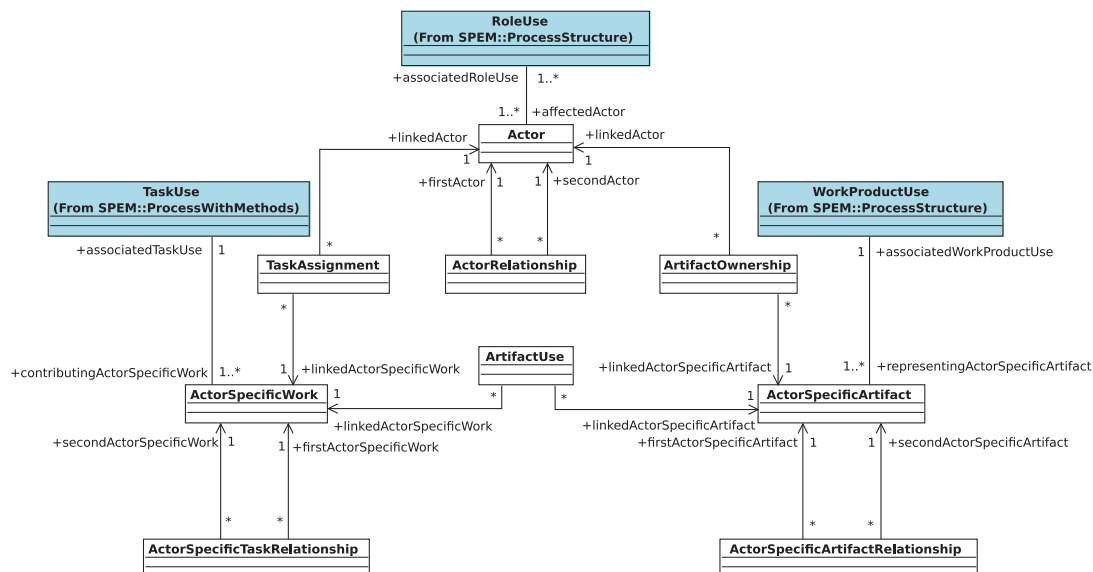 RoleUse
(From SPEM::ProcessStructure)
+associatedRoleUse 1..*
1..* +affectedActor
+linkedActor Actor +linkedActor
1 1
+firstActor 1 1 +secondActor
TaskUse
(From SPEM::ProcessWithMethods)
WorkProductUse
(From SPEM::ProcessStructure)
+associatedTaskUse 1
* * * *
1 +associatedWorkProductUse
TaskAssignment ActorRelationship ArtifactOwnership
* *
+contributingActorSpecificWork 1..*
1 +linkedActorSpecificWork
ArtifactUse
+linkedActorSpecificArtifact 1
1..* +representingActorSpecificArtifact
ActorSpecificWork 1 * * 1 ActorSpecificArtifact
+linkedActorSpecificWork +linkedActorSpecificArtifact
+secondActorSpecificWork 1 1 +firstActorSpecificWork
+firstActorSpecificArtifact 1 1 +secondActorSpecificArtifact
* * * *
ActorSpecificTaskRelationship ActorSpecificArtifactRelationship